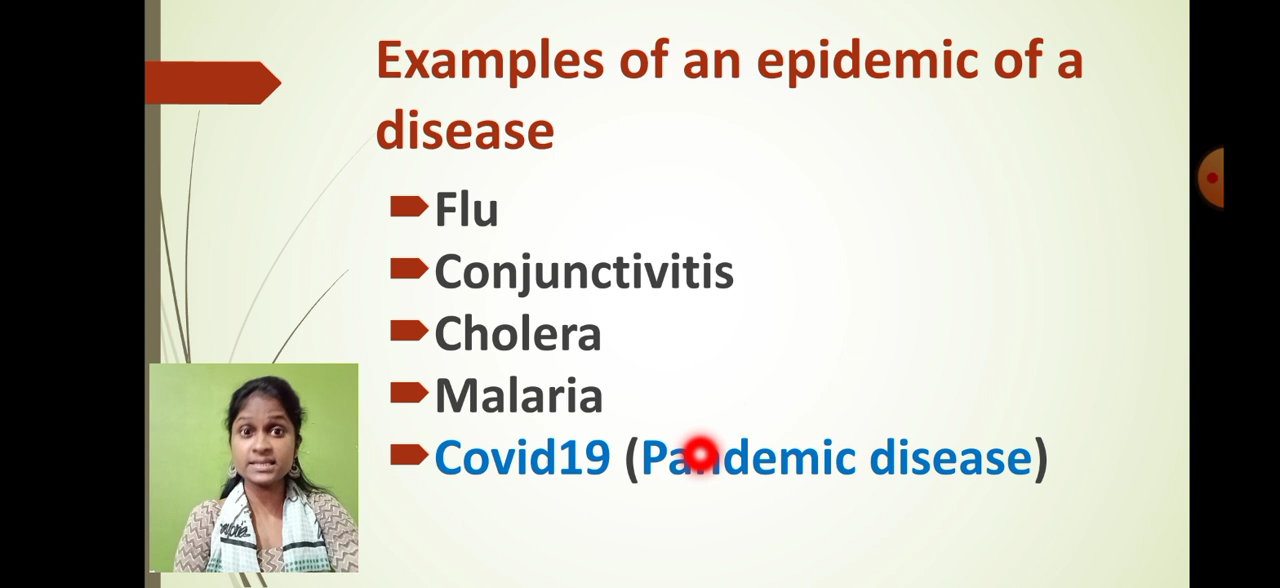 Examples of an epidemic of a
disease
Flu
Conjunctivitis
Cholera
Malaria
Covid19 (Pandemic disease)